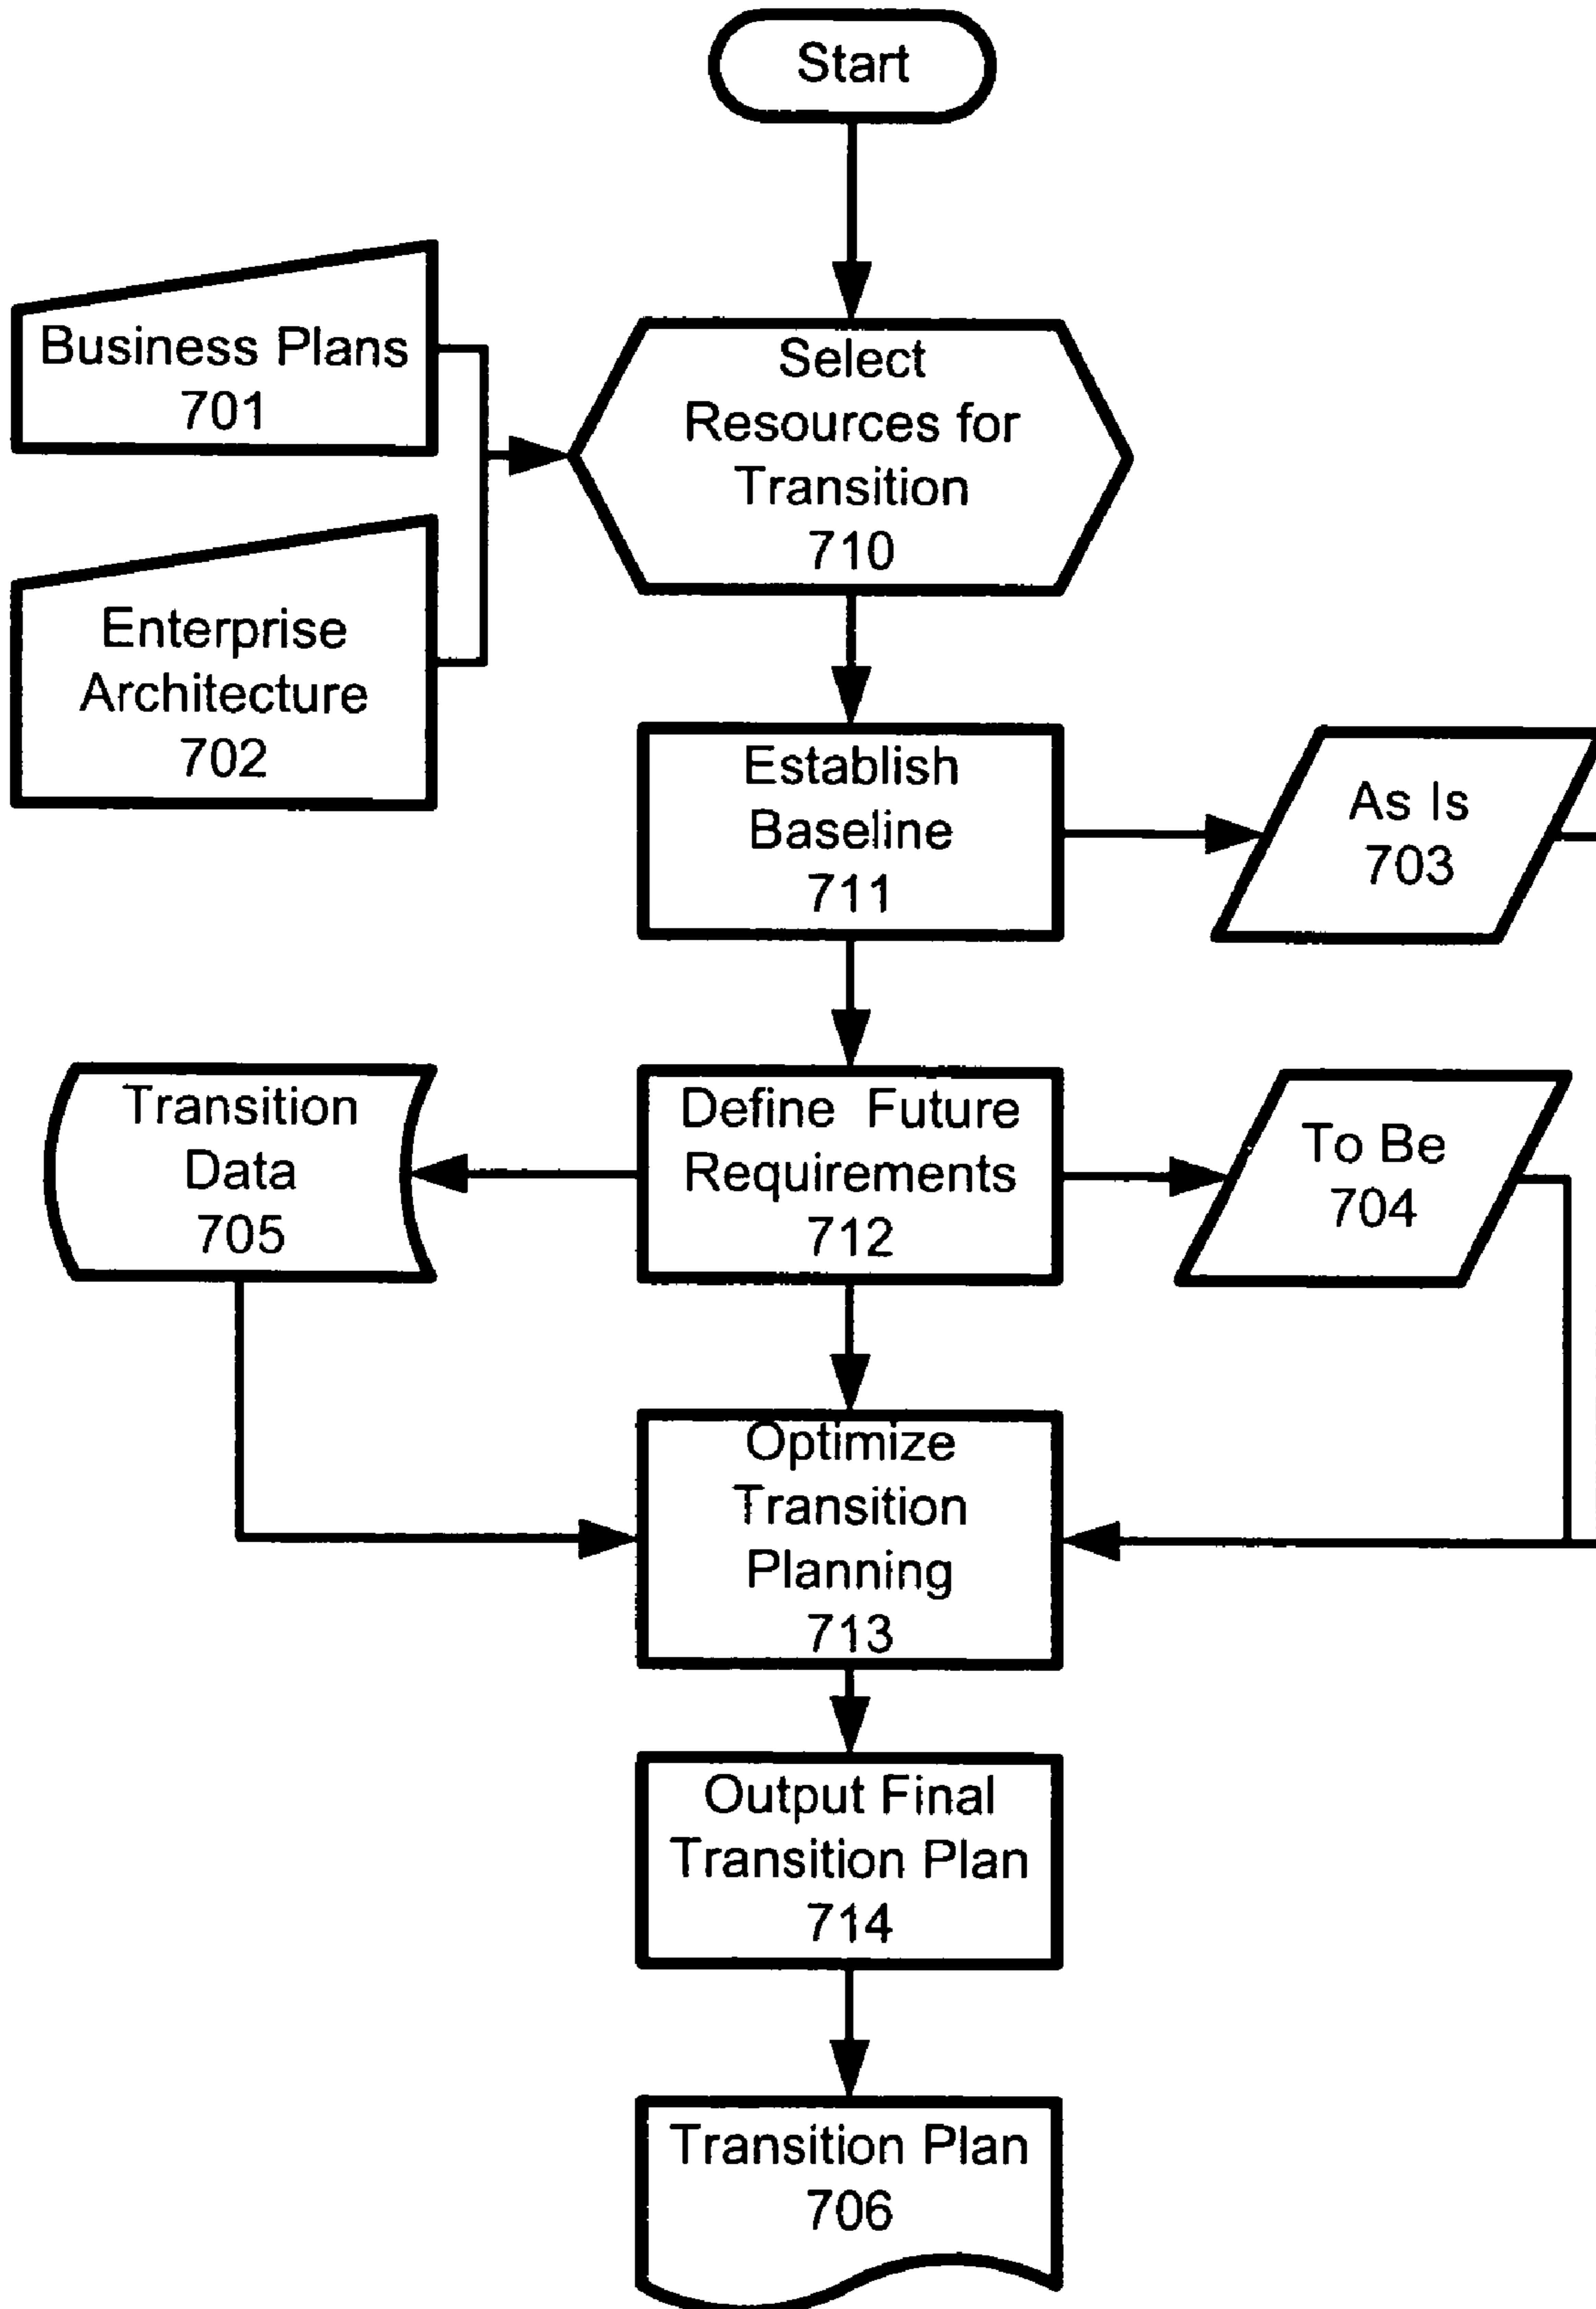 Start
Business Plans
701
Select
Resources for
Transition
710
Enterprise
Architecture
702
Establish
Baseline
711
As Is
703
Transition
Data
705
Define Future
Requirements
712
To Be
704
Optimize
Transition
Planning
713
Output Final
Transition Plan
714
Transition Plan
706